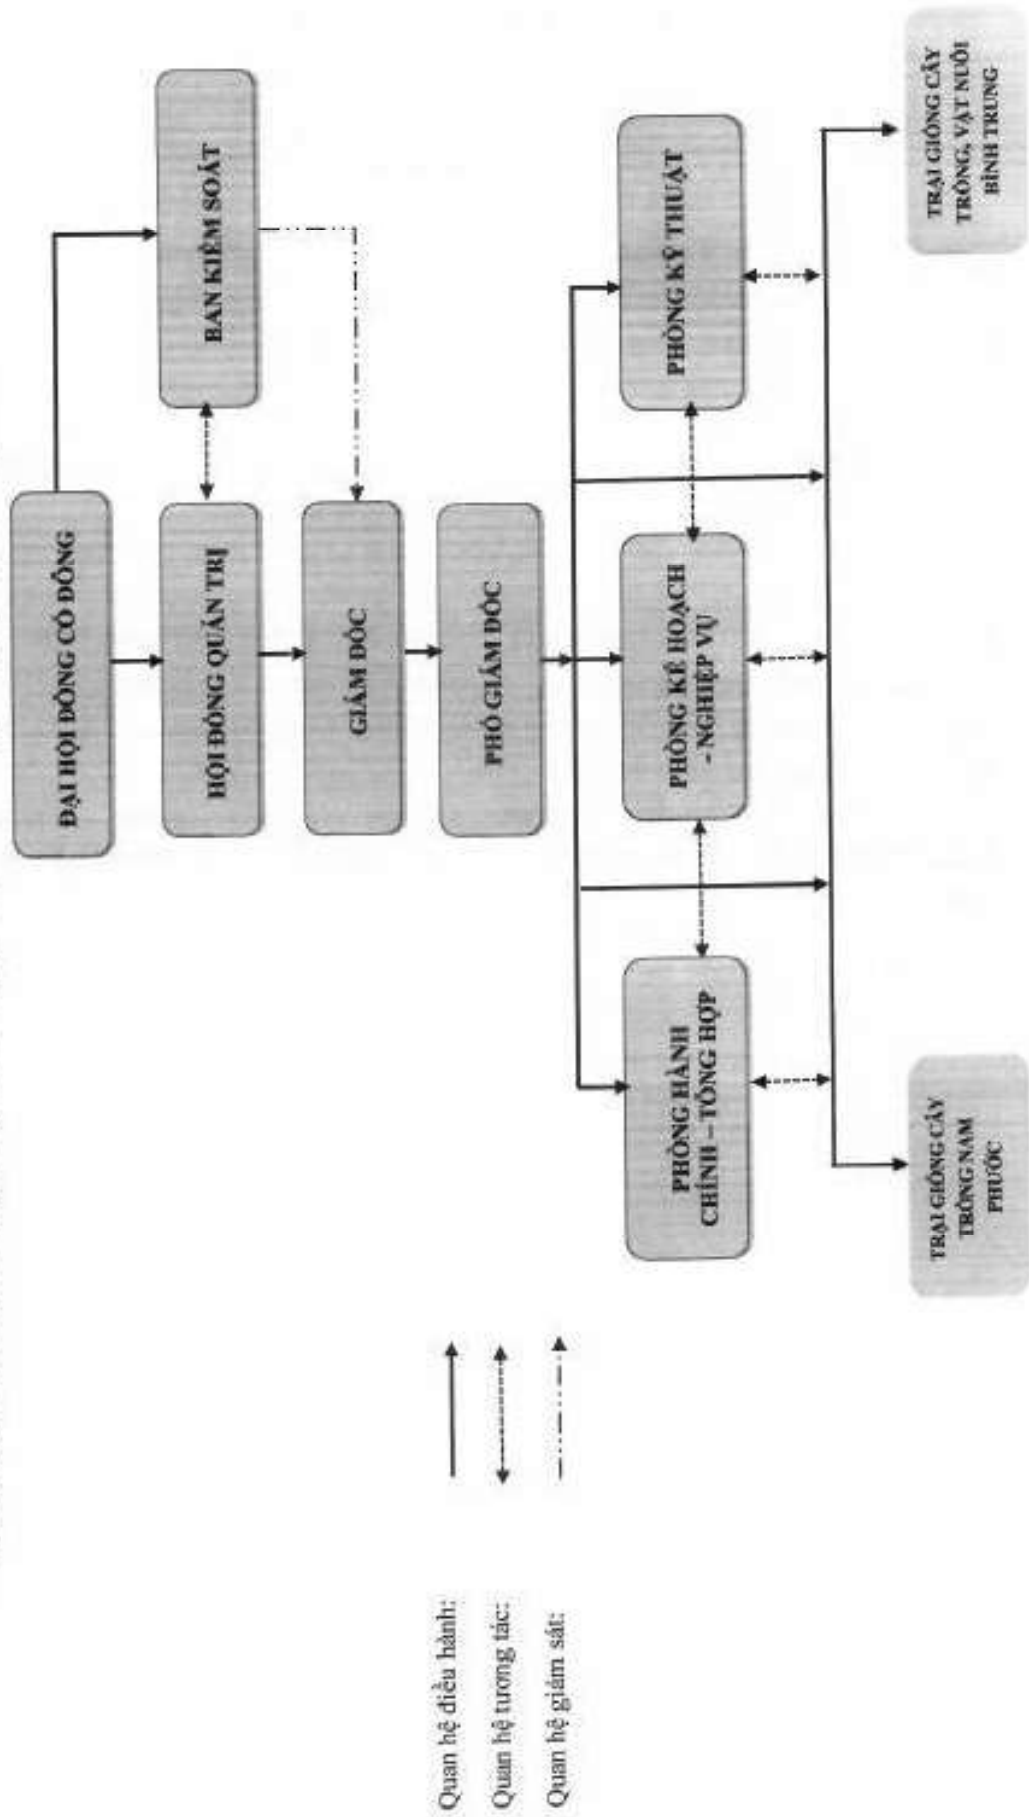 ĐẠI HỘI ĐỒNG CỔ ĐÔNG
HỘI ĐỒNG QUẢN TRỊ
BAN KIỂM SOÁT
GIÁM ĐỐC
PHÓ GIÁM ĐỐC
PHÒNG HÀNH
CHÍNH – TỔNG HỢP
PHÒNG KẾ HOẠCH
- NGHIỆP VỤ
PHÒNG KỸ THUẬT
TRẠI GIỐNG CÂY
TRỒNG NAM
PHƯỚC
TRẠI GIỐNG CÂY
TRỒNG, VẬT NUÔI
BÌNH TRUNG
Quan hệ điều hành:
Quan hệ tương tác:
Quan hệ giám sát: